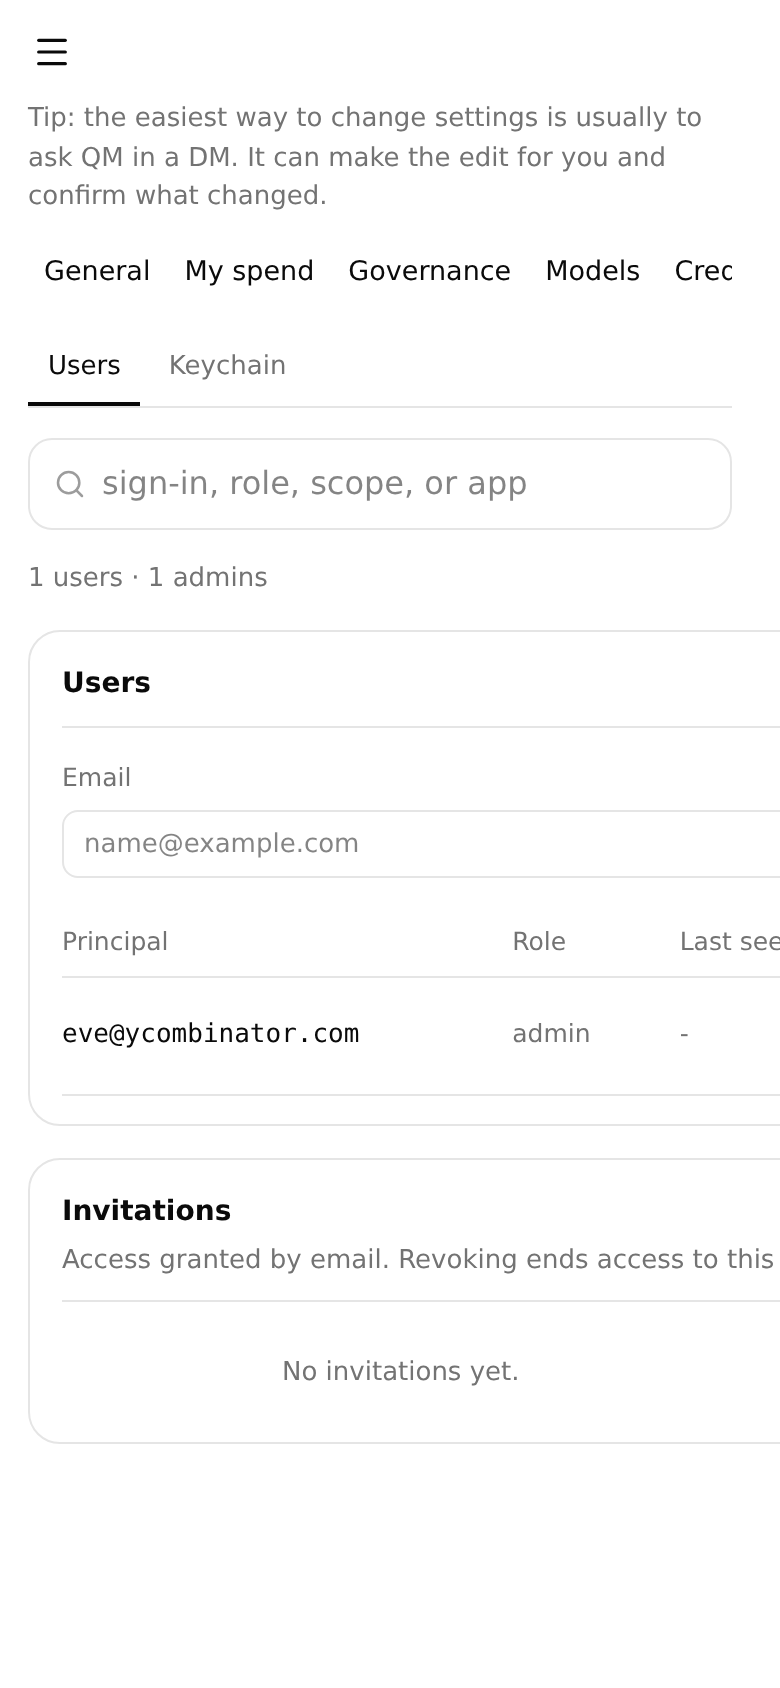 Tip: the easiest way to change settings is usually to
ask QM in a DM. It can make the edit for you and
confirm what changed.
General My spend Governance Models Cred
Users Keychain
sign-in, role, scope, or app
1 users · 1 admins
Users
Email
name@example.com
Principal Role Last see
eve@ycombinator.com admin -
Invitations
Access granted by email. Revoking ends access to this
No invitations yet.